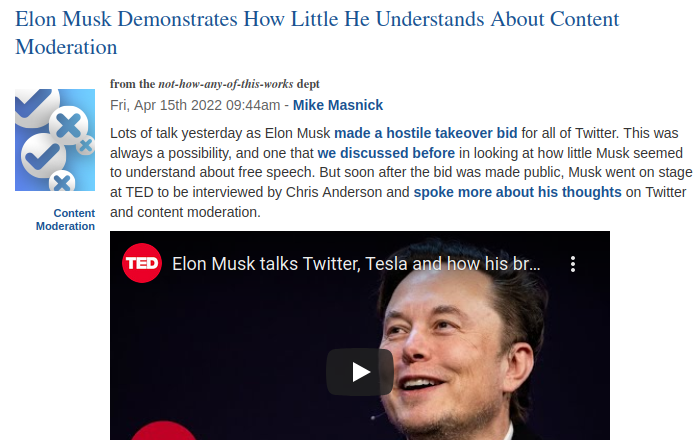 Elon Musk Demonstrates How Little He Understands About Content
Moderation
from the not-how-any-of-this-works dept
Fri, Apr 15th 2022 09:44am - Mike Masnick
Content
Moderation
Lots of talk yesterday as Elon Musk made a hostile takeover bid for all of Twitter. This was
always a possibility, and one that we discussed before in looking at how little Musk seemed
to understand about free speech. But soon after the bid was made public, Musk went on stage
at TED to be interviewed by Chris Anderson and spoke more about his thoughts on Twitter
and content moderation.
TED
Elon Musk talks Twitter, Tesla and how his br...